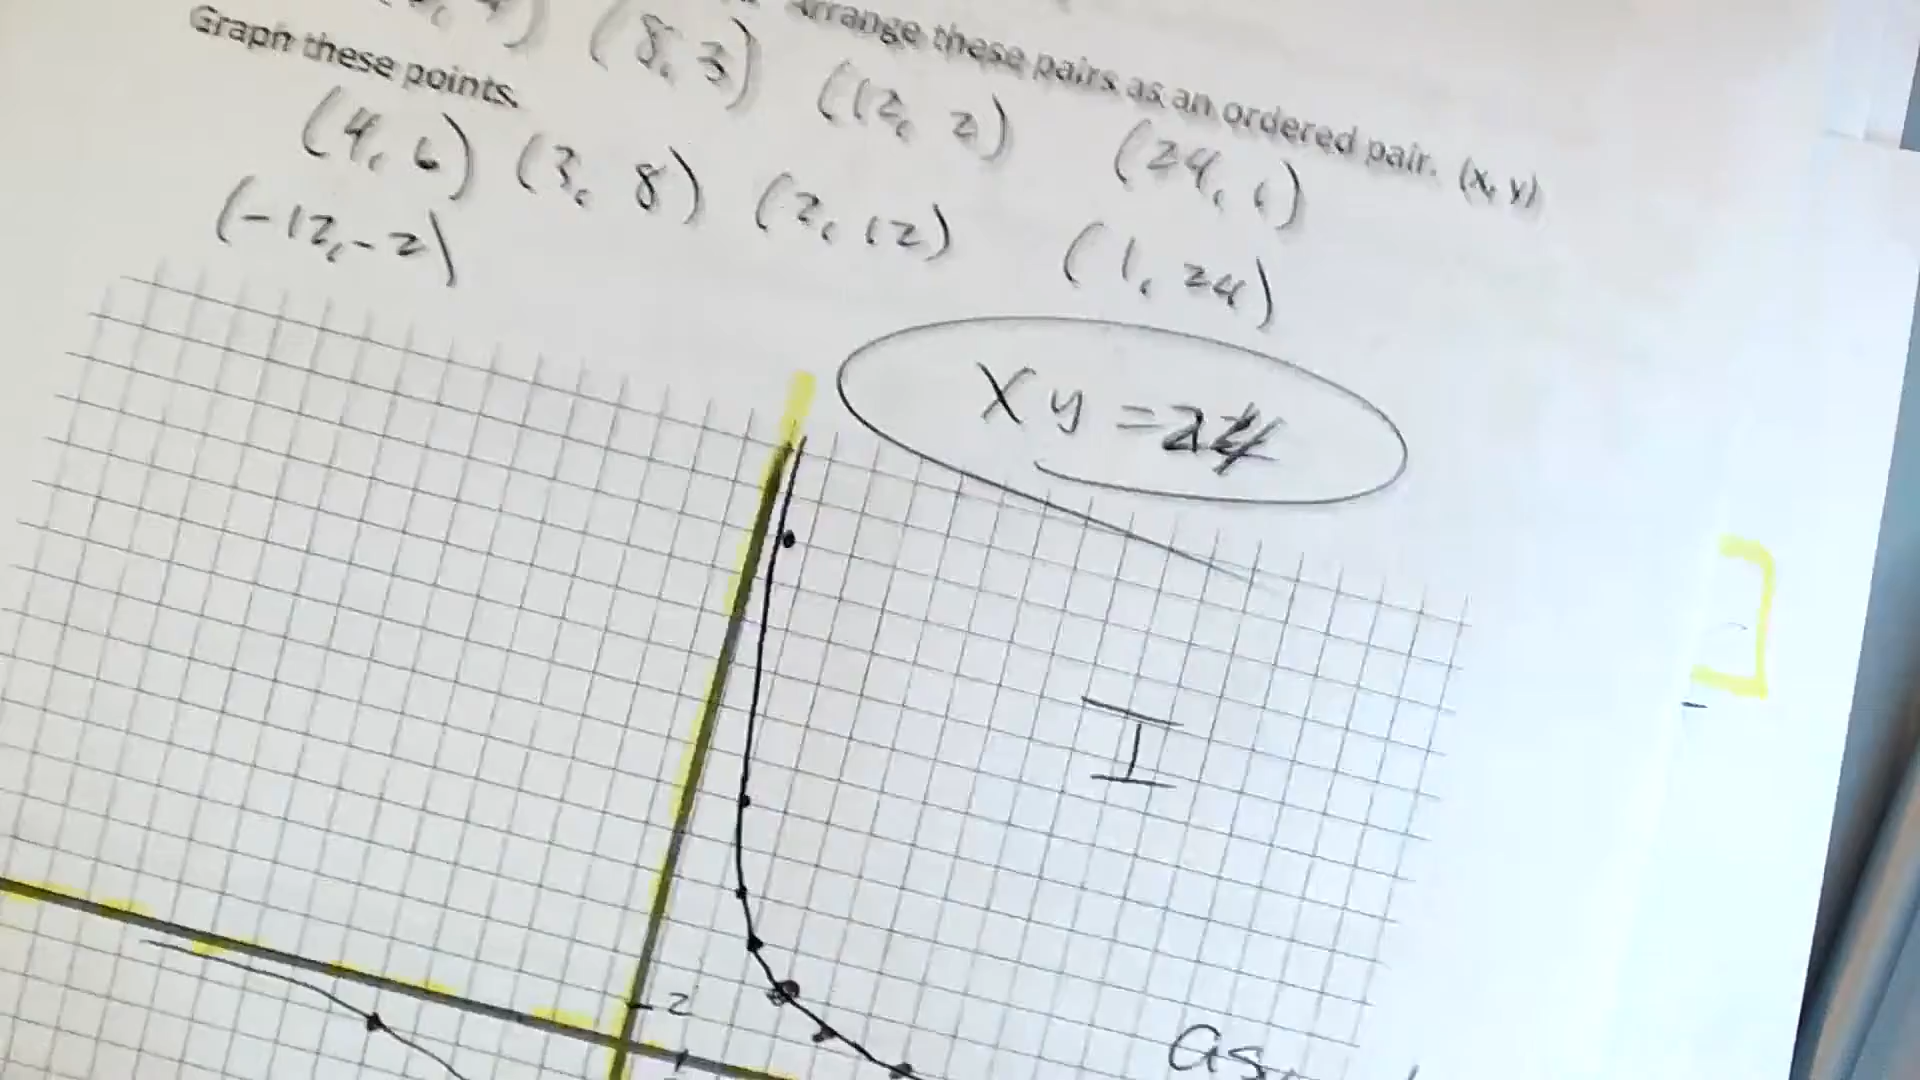 arrange these pairs as an ordered pair. (x, y)
Graph these points.
(8, 3) (12, 2) (24, 1)
(4, 6) (3, 8) (2, 12) (1, 24)
(-12, -2)
xy = 24
I
2